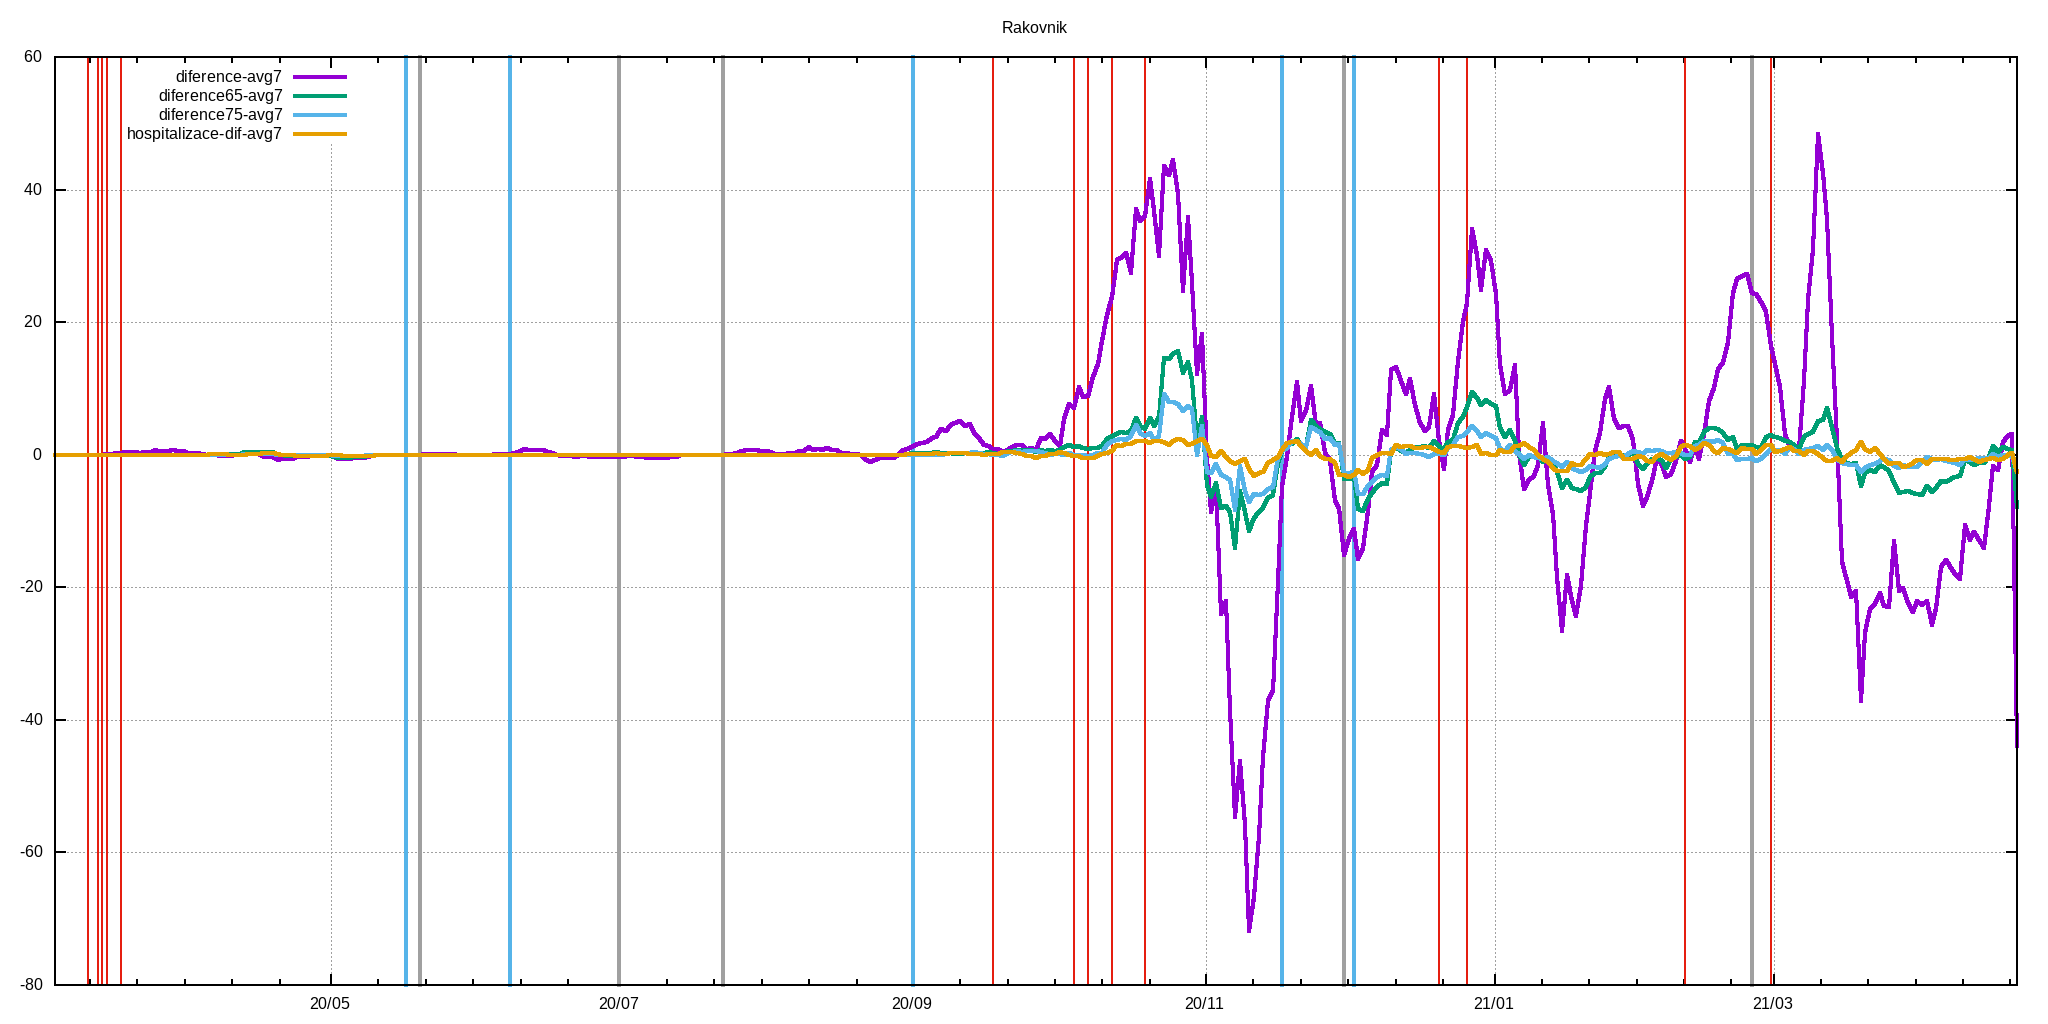 Rakovnik
60
diference-avg7
diference65-avg7
diference75-avg7
hospitalizace-dif-avg7
40
20
0
-20
-40
-60
-80
20/05 20/07 20/09 20/11 21/01 21/03